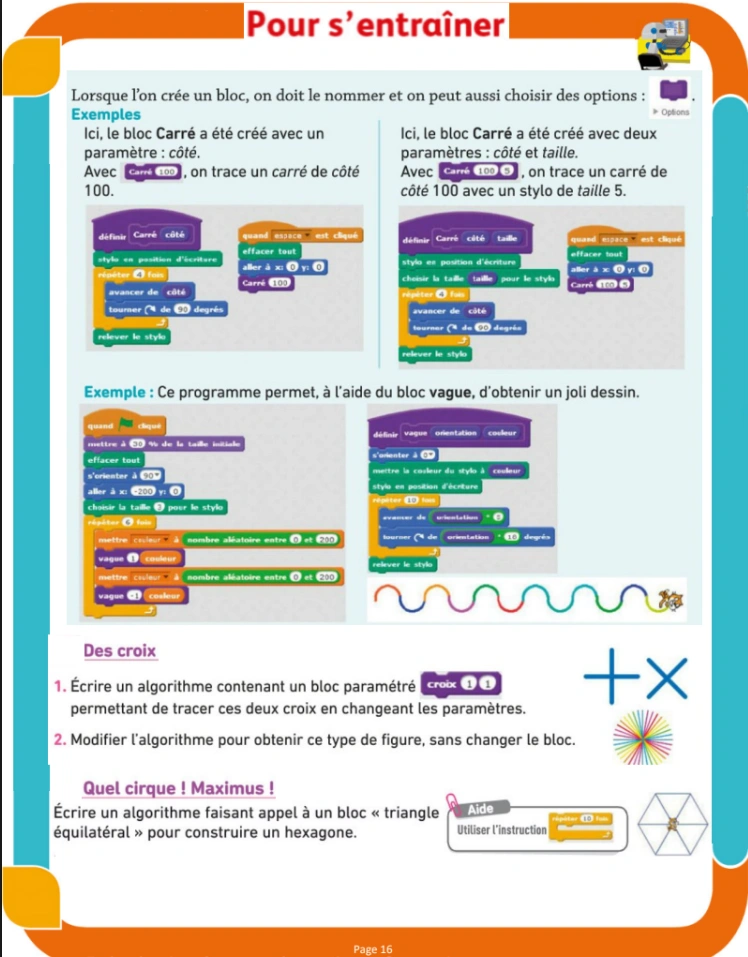 Pour s'entraîner
Lorsque l'on crée un bloc, on doit le nommer et on peut aussi choisir des options : .
Options
Exemples
Ici, le bloc Carré a été créé avec un
paramètre : côté.
Avec Carré 100 , on trace un carré de côté
100.
définir Carré côté
stylo en position d'écriture
répéter 4 fois
avancer de côté
tourner de 90 degrés
relever le stylo
quand espace est cliqué
effacer tout
aller à x: 0 y: 0
Carré 100
Ici, le bloc Carré a été créé avec deux
paramètres : côté et taille.
Avec Carré 100 5 , on trace un carré de
côté 100 avec un stylo de taille 5.
définir Carré côté taille
stylo en position d'écriture
choisir la taille taille pour le stylo
répéter 4 fois
avancer de côté
tourner de 90 degrés
relever le stylo
quand espace est cliqué
effacer tout
aller à x: 0 y: 0
Carré 100 5
Exemple : Ce programme permet, à l'aide du bloc vague, d'obtenir un joli dessin.
quand cliqué
mettre à 30 % de la taille initiale
effacer tout
s'orienter à 90
aller à x: -200 y: 0
choisir la taille 3 pour le stylo
répéter 6 fois
mettre couleur à nombre aléatoire entre 0 et 200
vague 1 couleur
mettre couleur à nombre aléatoire entre 0 et 200
vague -1 couleur
définir vague orientation couleur
s'orienter à 0
mettre la couleur du stylo à couleur
stylo en position d'écriture
répéter 10 fois
avancer de orientation *
tourner de orientation * 18 degrés
relever le stylo
Des croix
1. Écrire un algorithme contenant un bloc paramétré croix 1 1
permettant de tracer ces deux croix en changeant les paramètres.
2. Modifier l'algorithme pour obtenir ce type de figure, sans changer le bloc.
Quel cirque ! Maximus !
Écrire un algorithme faisant appel à un bloc « triangle
équilatéral » pour construire un hexagone.
Aide
Utiliser l'instruction répéter 10 fois
Page 16